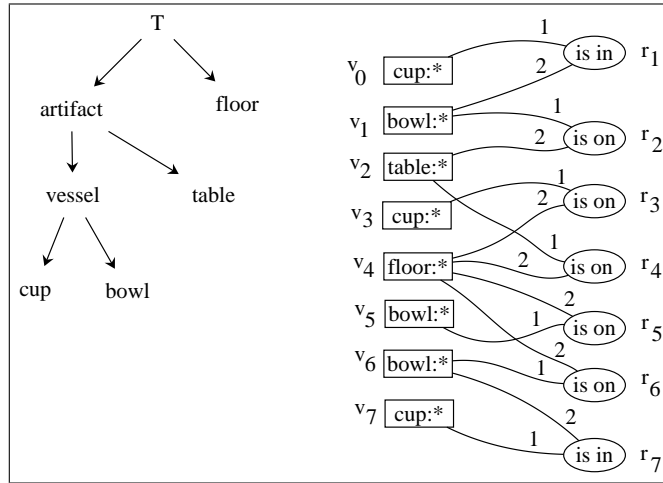 T
artifact floor
vessel table
cup bowl
v0 cup:* 1 is in r1
v1 bowl:* 2 1
v2 table:* 2 is on r2
v3 cup:* 1 2 is on r3
v4 floor:* 1 2 is on r4
v5 bowl:* 1 2 is on r5
v6 bowl:* 1 2 is on r6
v7 cup:* 1 2 is in r7